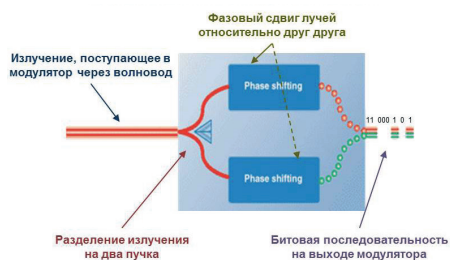 Фазовый сдвиг лучей
относительно друг друга
Излучение, поступающее в
модулятор через волновод
Phase shifting
11 000 1 0 1
Phase shifting
Разделение излучения
на два пучка
Битовая последовательность
на выходе модулятора